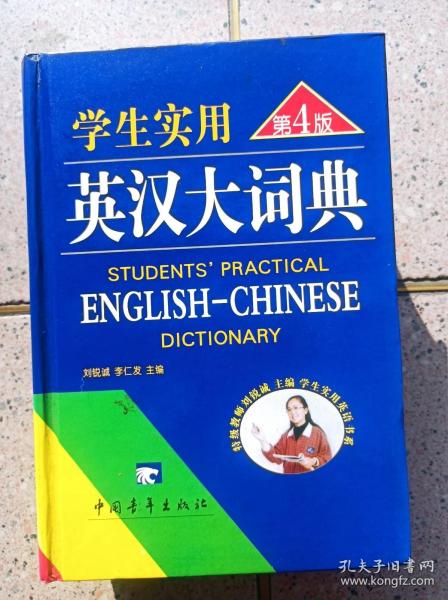 学生实用
第4版
英汉大词典
STUDENTS' PRACTICAL
ENGLISH-CHINESE
DICTIONARY
刘锐诚 李仁发 主编
特级教师刘锐诚 主编 学生实用英语书系
中国青年出版社
孔夫子旧书网
www.kongfz.com